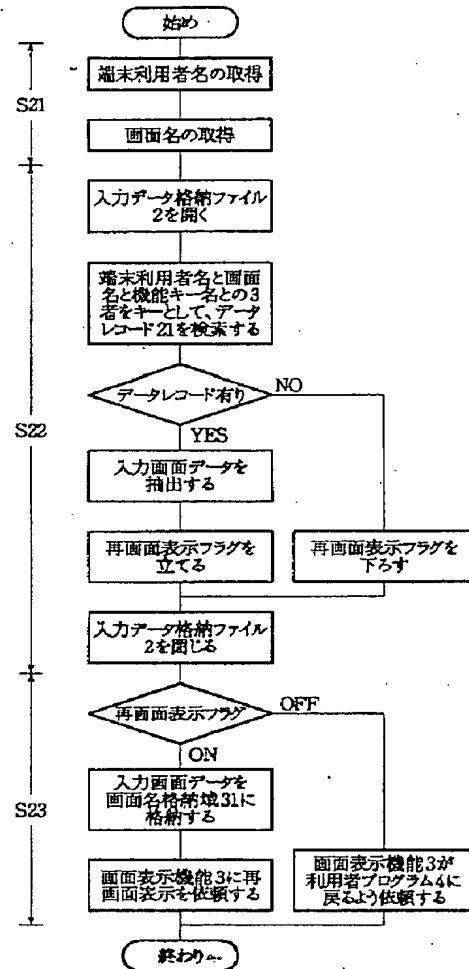 始め
S21
端末利用者名の取得
画面名の取得
S22
入力データ格納ファイル
2を開く
端末利用者名と画面
名と機能キー名との3
者をキーとして、データ
レコード21を検索する
データレコード有り
NO
YES
入力画面データを
抽出する
再画面表示フラグを
立てる
再画面表示フラグを
下ろす
入力データ格納ファイル
2を閉じる
S23
再画面表示フラグ
OFF
ON
入力画面データを
画面名格納域31に
格納する
画面表示機能3に再
画面表示を依頼する
画面表示機能3が
利用者プログラム4に
戻るよう依頼する
終わり